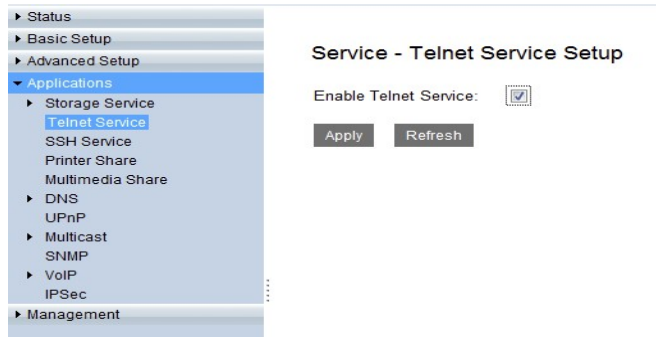 Status
Basic Setup
Advanced Setup
Applications
Storage Service
Telnet Service
SSH Service
Printer Share
Multimedia Share
DNS
UPnP
Multicast
SNMP
VoIP
IPSec
Management
Service - Telnet Service Setup
Enable Telnet Service:
Apply Refresh